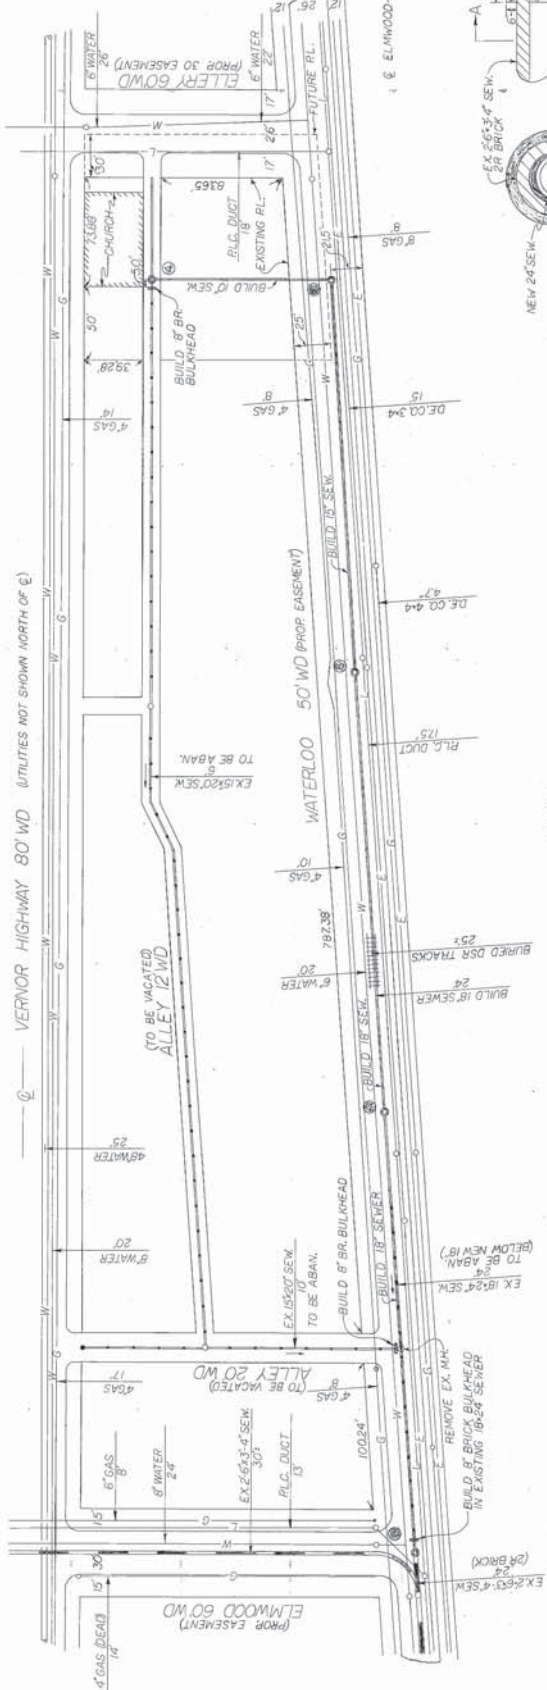 VERNOR HIGHWAY 80' WD (UTILITIES NOT SHOWN NORTH OF ℄)
℄
6" WATER
26'
(PROP. 30 EASEMENT)
ELLERY 60' WD
6" WATER
22'
12'
26'
12'
℄ ELMWOOD
17'
26'
17'
FUTURE P.L.
30'
73.88'
CHURCH
50'
83.65'
P.L.C. DUCT
18'
EXISTING P.L.
BUILD 10" SEW.
21.5'
8" GAS
8'
EX. 2'6"x3'4" SEW.
2R BRICK
NEW 24" SEW.
A
50'
39.28'
BUILD 8" BR.
BULKHEAD
4" GAS
14'
25'
4" GAS
8'
D.E. CO. 3x4
15'
BUILD 15" SEW.
D.E. CO. 4x4
4.7'
WATERLOO 50' WD (PROP. EASEMENT)
P.L.C. DUCT
17.5'
EX. 15"x20" SEW.
6'
TO BE ABAN.
4" GAS
10'
787.38'
6" WATER
20'
BURIED DSR TRACKS
25'±
BUILD 18" SEWER
24'
BUILD 18" SEW.
(TO BE VACATED)
ALLEY 12' WD
48" WATER
25'
8" WATER
20'
BUILD 18" SEWER
EX. 18"x24" SEW.
24'
TO BE ABAN.
(BELOW NEW 18")
BUILD 8" BR. BULKHEAD
EX. 15"x20" SEW.
10'
TO BE ABAN.
4" GAS
17'
ALLEY 20' WD
(TO BE VACATED)
4" GAS
8'
REMOVE EX. M.H.
BUILD 8" BRICK BULKHEAD
IN EXISTING 18x24 SEWER
100.24'
6" GAS
8'
8" WATER
24'
EX. 2'6"x3'-4" SEW.
30'±
P.L.C. DUCT
13'
15'
30'
15'
EX. 2'-6"x3'-4" SEW.
24'
(2R BRICK)
4" GAS (DEAD)
14'
ELMWOOD 60' WD
(PROP. EASEMENT)